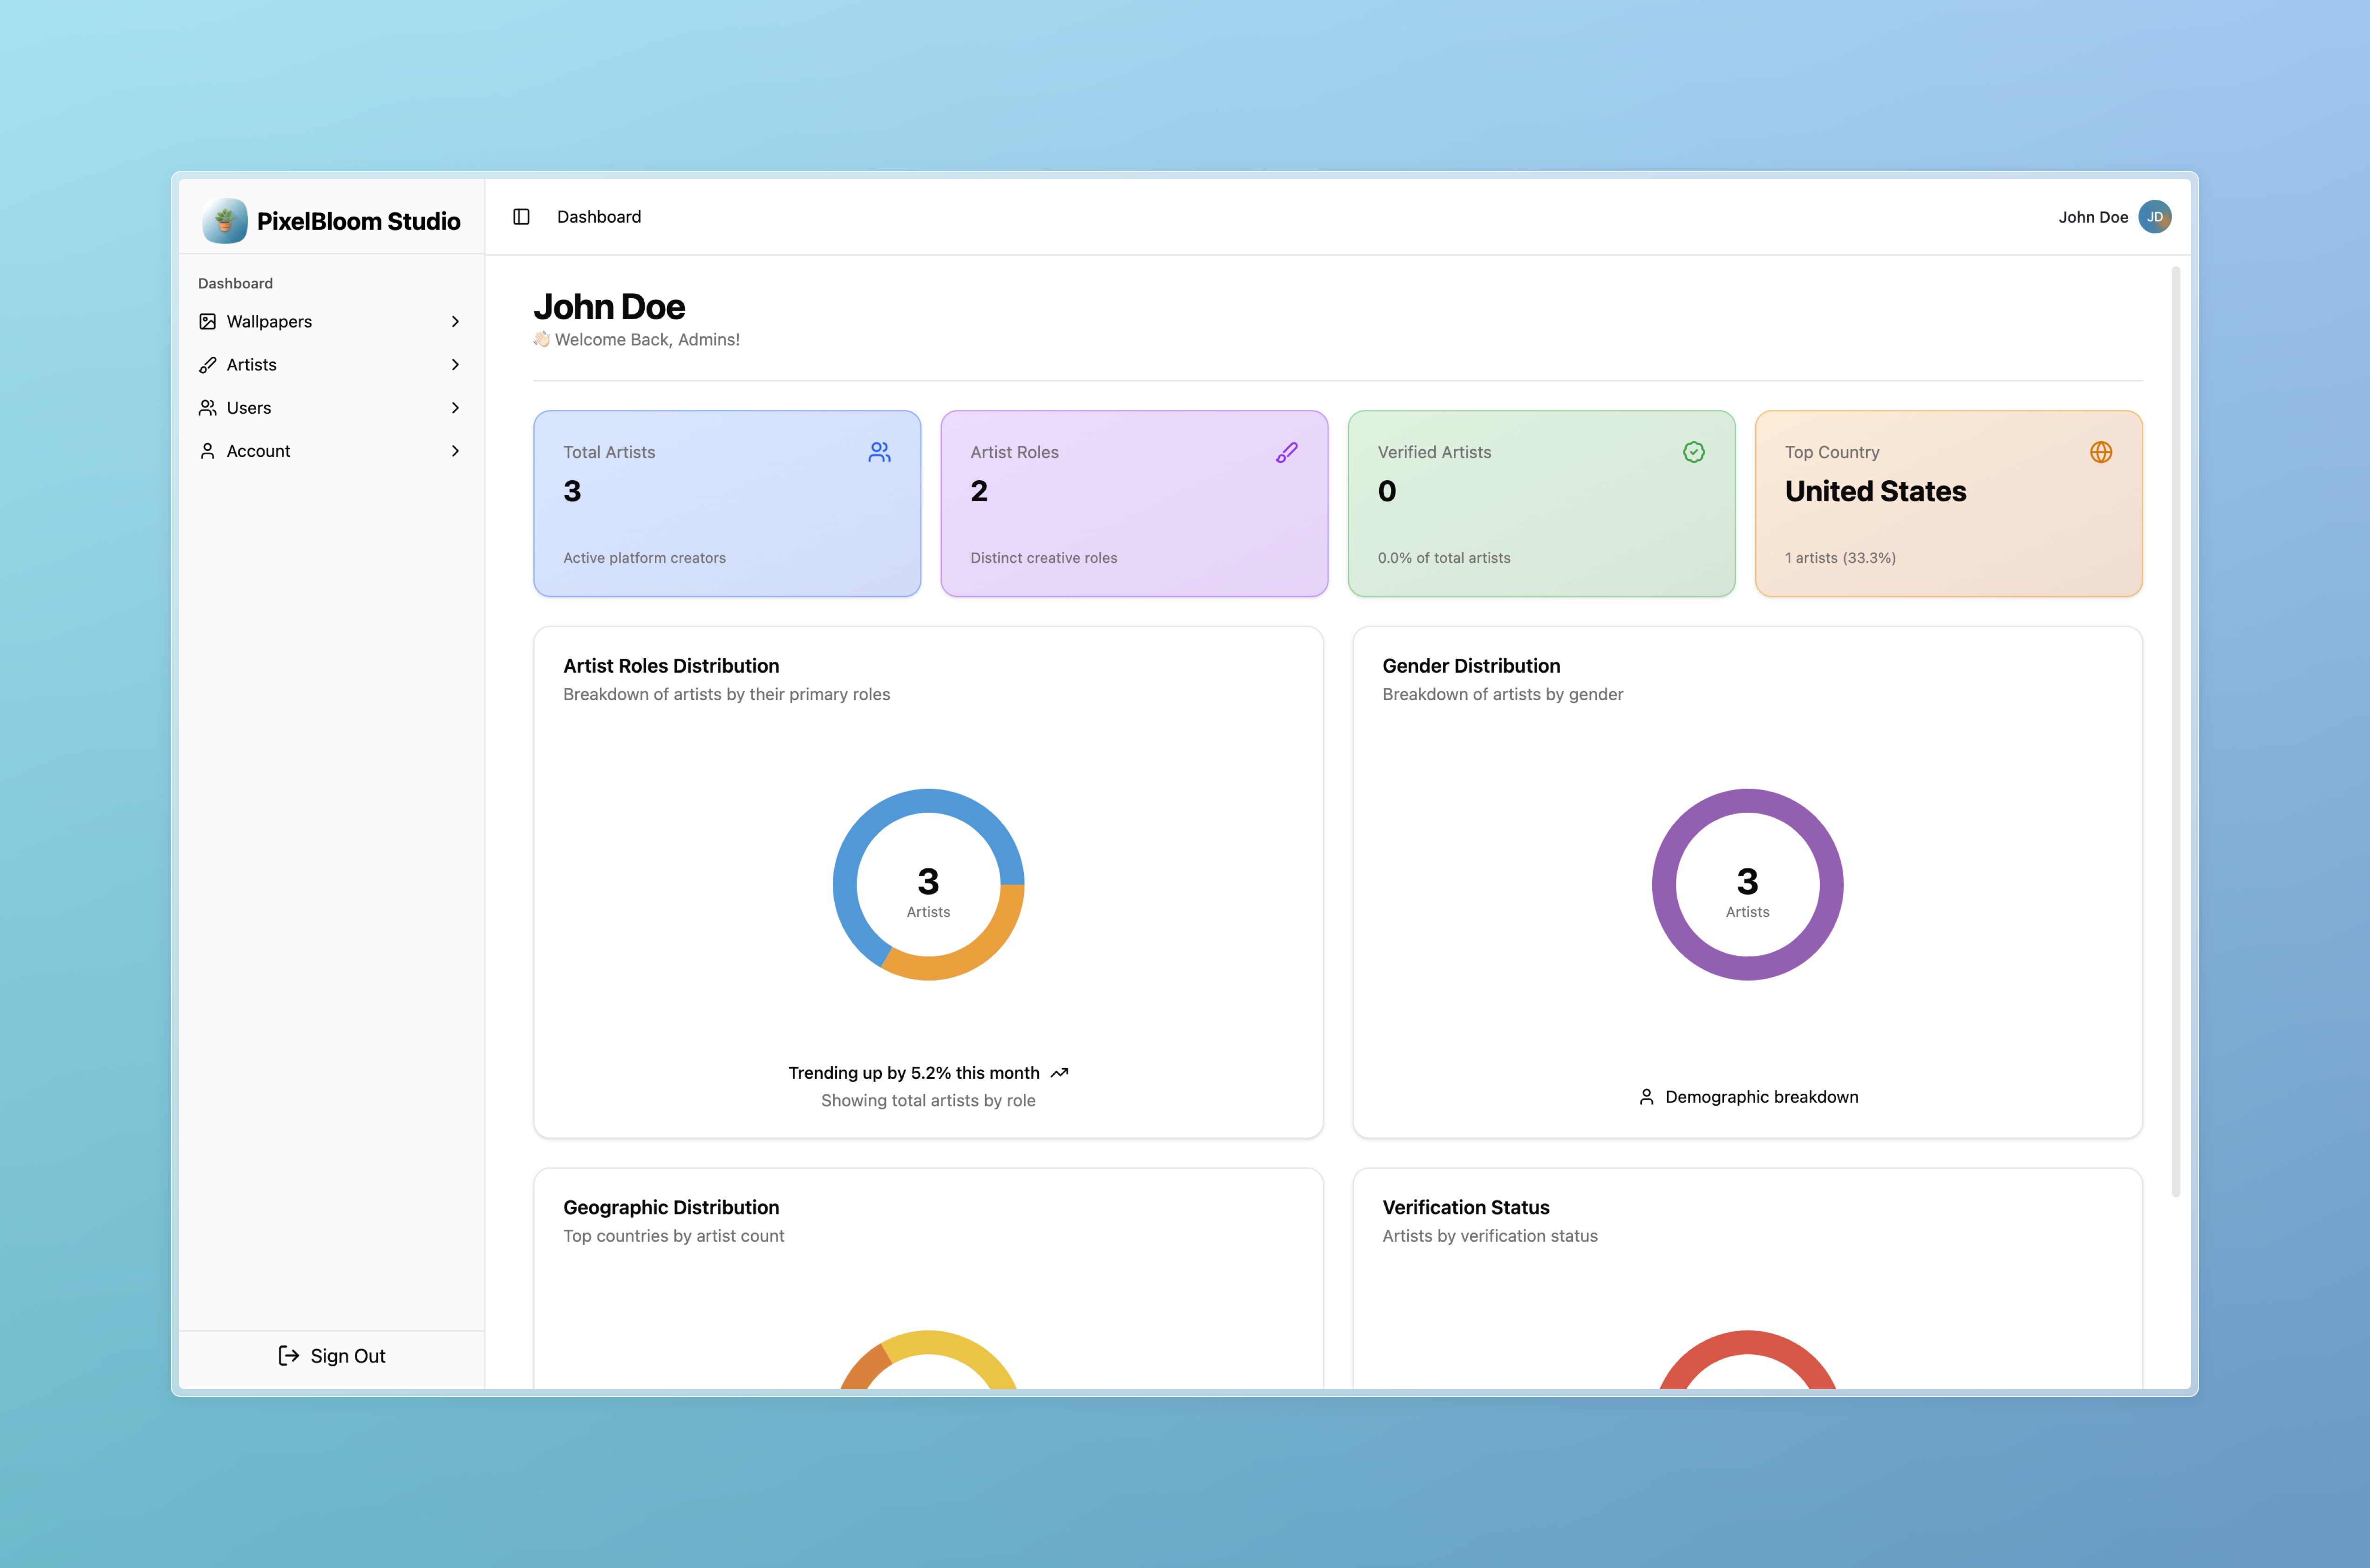 PixelBloom Studio
Dashboard
Wallpapers
Artists
Users
Account
Sign Out
Dashboard
John Doe
JD
John Doe
👋🏻 Welcome Back, Admins!
Total Artists
3
Active platform creators
Artist Roles
2
Distinct creative roles
Verified Artists
0
0.0% of total artists
Top Country
United States
1 artists (33.3%)
Artist Roles Distribution
Breakdown of artists by their primary roles
3
Artists
Trending up by 5.2% this month
Showing total artists by role
Gender Distribution
Breakdown of artists by gender
3
Artists
Demographic breakdown
Geographic Distribution
Top countries by artist count
Verification Status
Artists by verification status